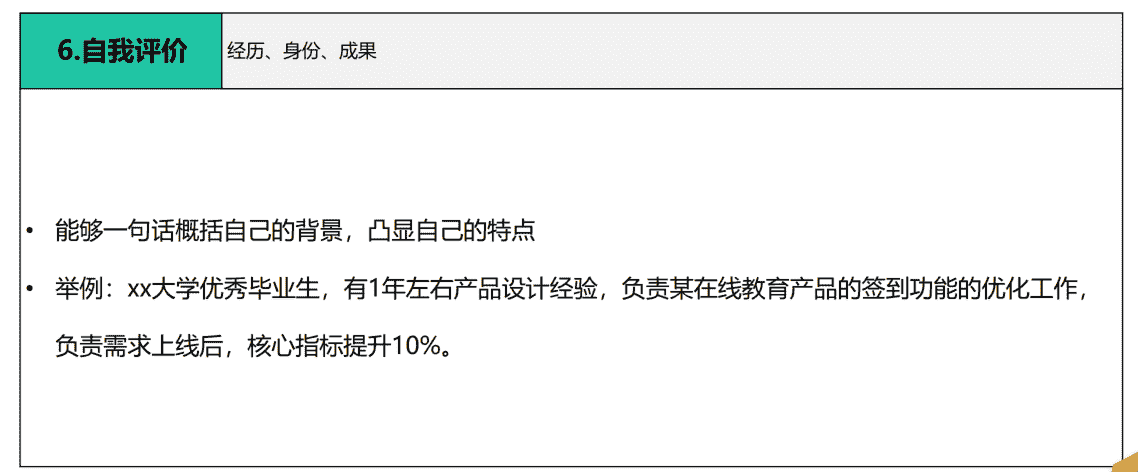 6.自我评价
经历、身份、成果
• 能够一句话概括自己的背景，凸显自己的特点
• 举例：xx大学优秀毕业生，有1年左右产品设计经验，负责某在线教育产品的签到功能的优化工作，
负责需求上线后，核心指标提升10%。